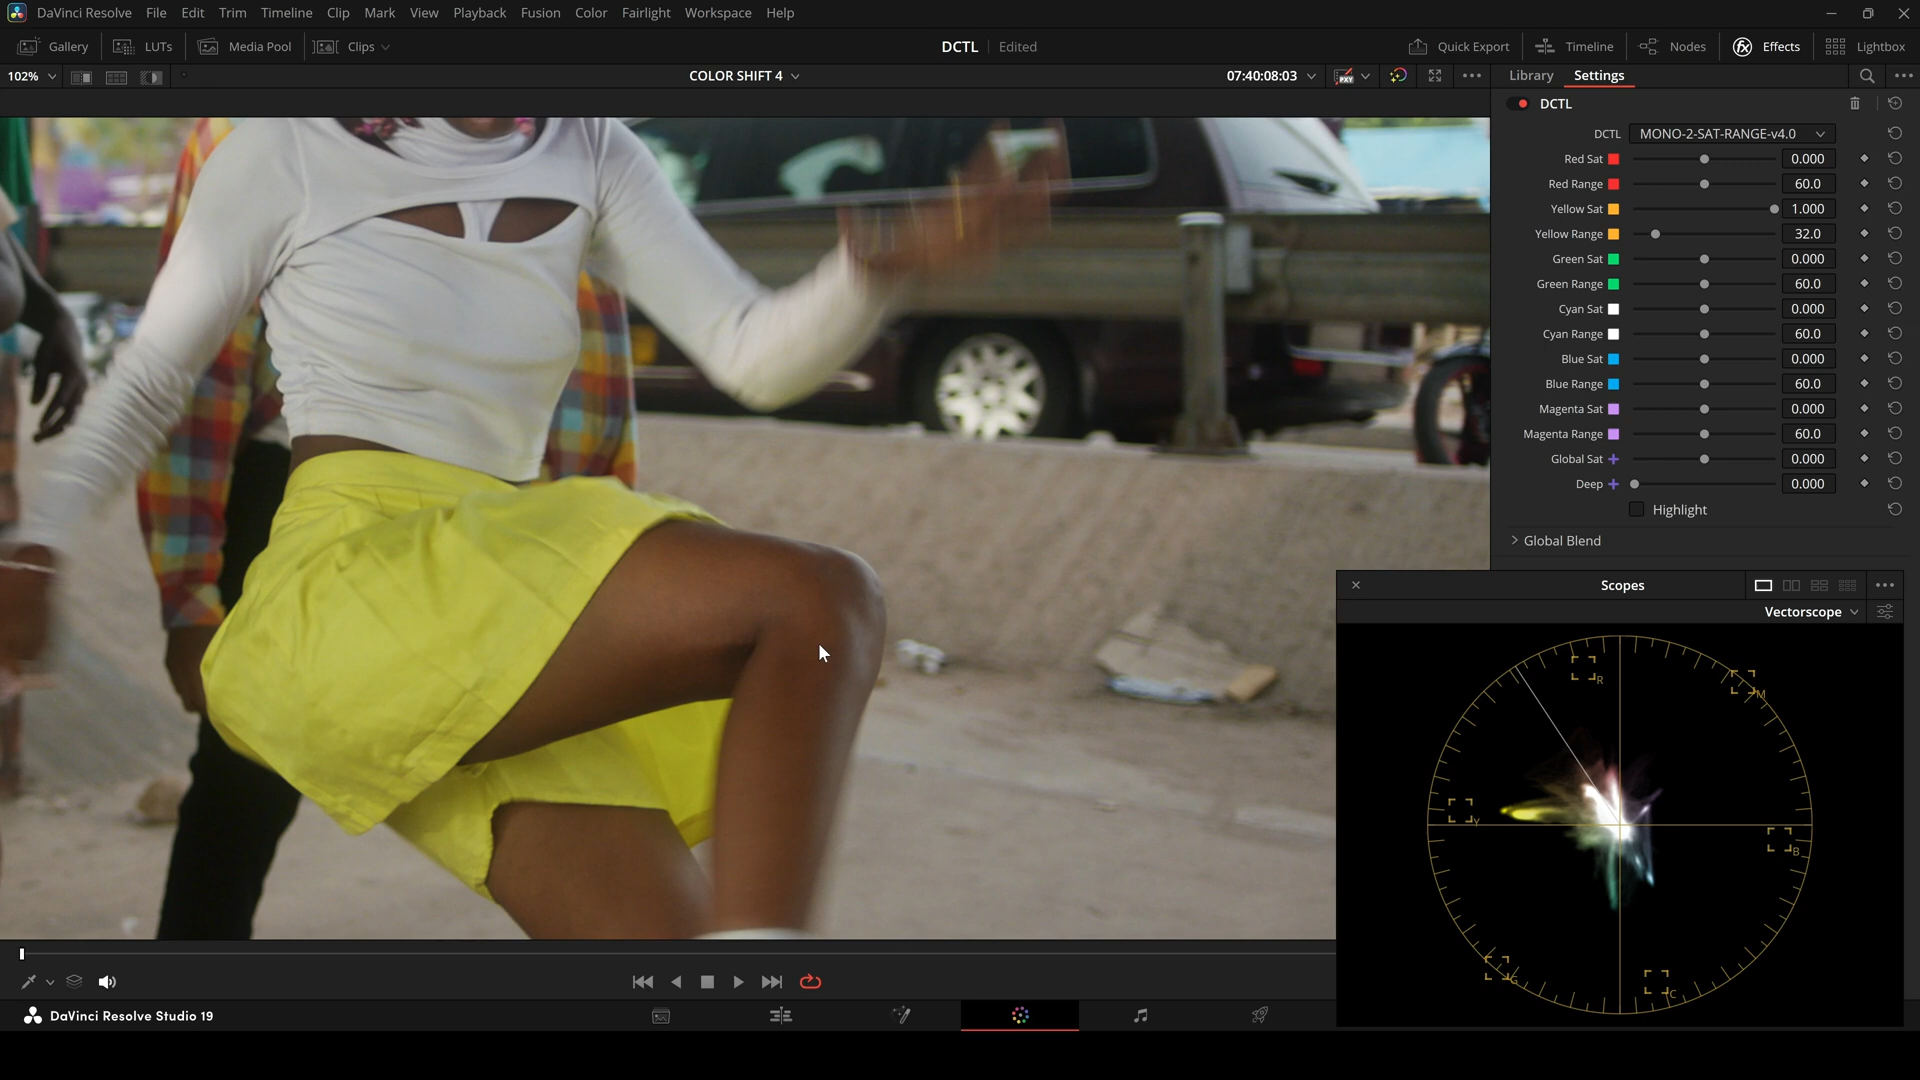 DaVinci Resolve File Edit Trim Timeline Clip Mark View Playback Fusion Color Fairlight Workspace Help
Gallery LUTs Media Pool Clips DCTL Edited Quick Export Timeline Nodes Effects Lightbox
102% COLOR SHIFT 4 07:40:08:03 PXY Library Settings
DCTL
DCTL MONO-2-SAT-RANGE-v4.0
Red Sat 0.000
Red Range 60.0
Yellow Sat 1.000
Yellow Range 32.0
Green Sat 0.000
Green Range 60.0
Cyan Sat 0.000
Cyan Range 60.0
Blue Sat 0.000
Blue Range 60.0
Magenta Sat 0.000
Magenta Range 60.0
Global Sat 0.000
Deep 0.000
Highlight
Global Blend
Scopes
Vectorscope
R
M
Y
B
G
C
DaVinci Resolve Studio 19